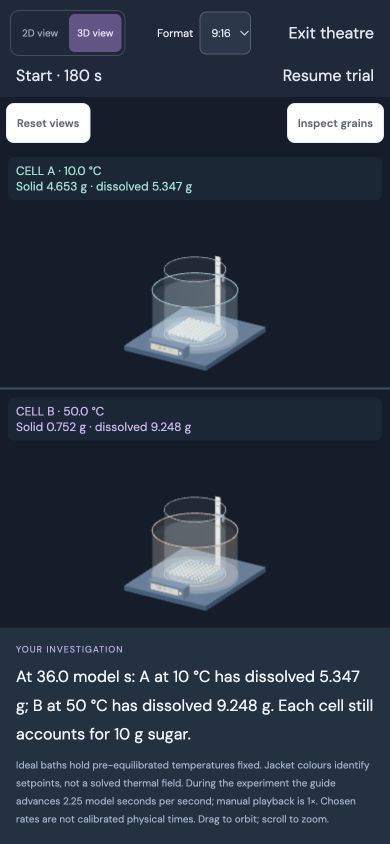 2D view 3D view Format 9:16 Exit theatre
Start · 180 s Resume trial
Reset views Inspect grains
CELL A · 10.0 °C
Solid 4.653 g · dissolved 5.347 g
CELL B · 50.0 °C
Solid 0.752 g · dissolved 9.248 g
YOUR INVESTIGATION
At 36.0 model s: A at 10 °C has dissolved 5.347
g; B at 50 °C has dissolved 9.248 g. Each cell still
accounts for 10 g sugar.
Ideal baths hold pre-equilibrated temperatures fixed. Jacket colours identify
setpoints, not a solved thermal field. During the experiment the guide
advances 2.25 model seconds per second; manual playback is 1×. Chosen
rates are not calibrated physical times. Drag to orbit; scroll to zoom.